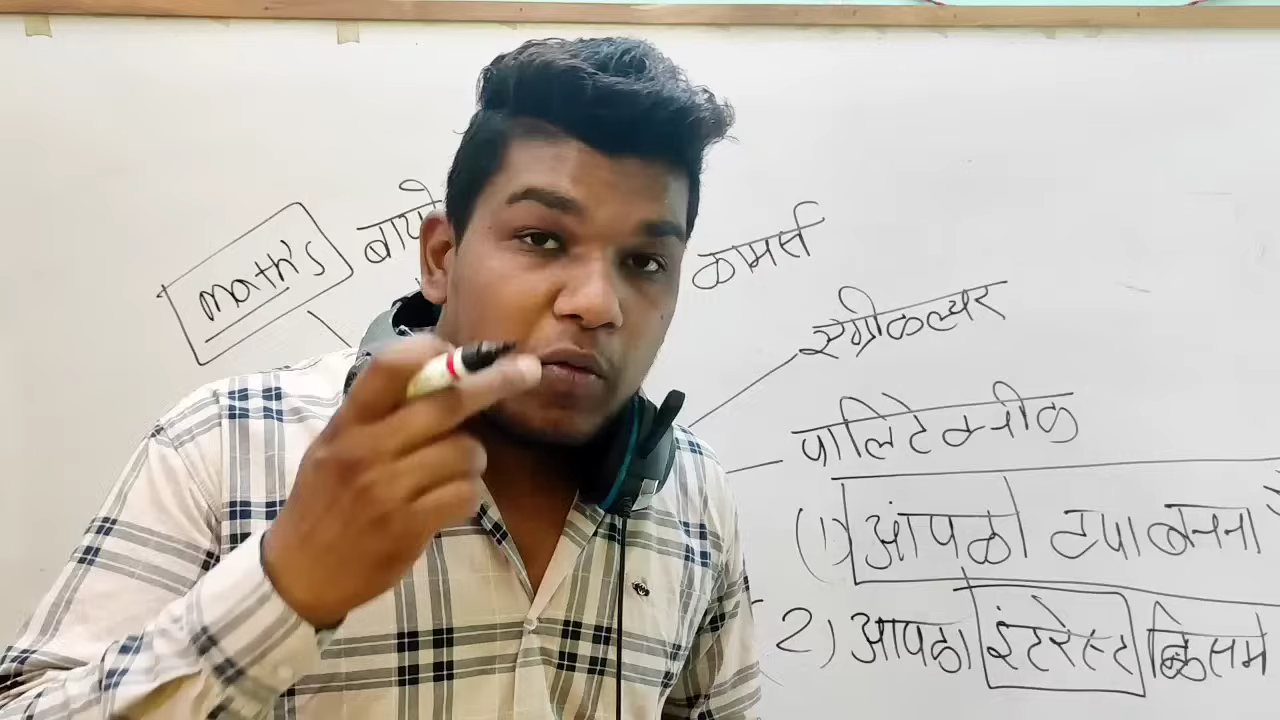 math's
बायो
कामर्स
एग्रीकल्चर
पालिटेक्नीक
(1) आपको क्या बनना
2) आपका इंटरेस्ट किसमे